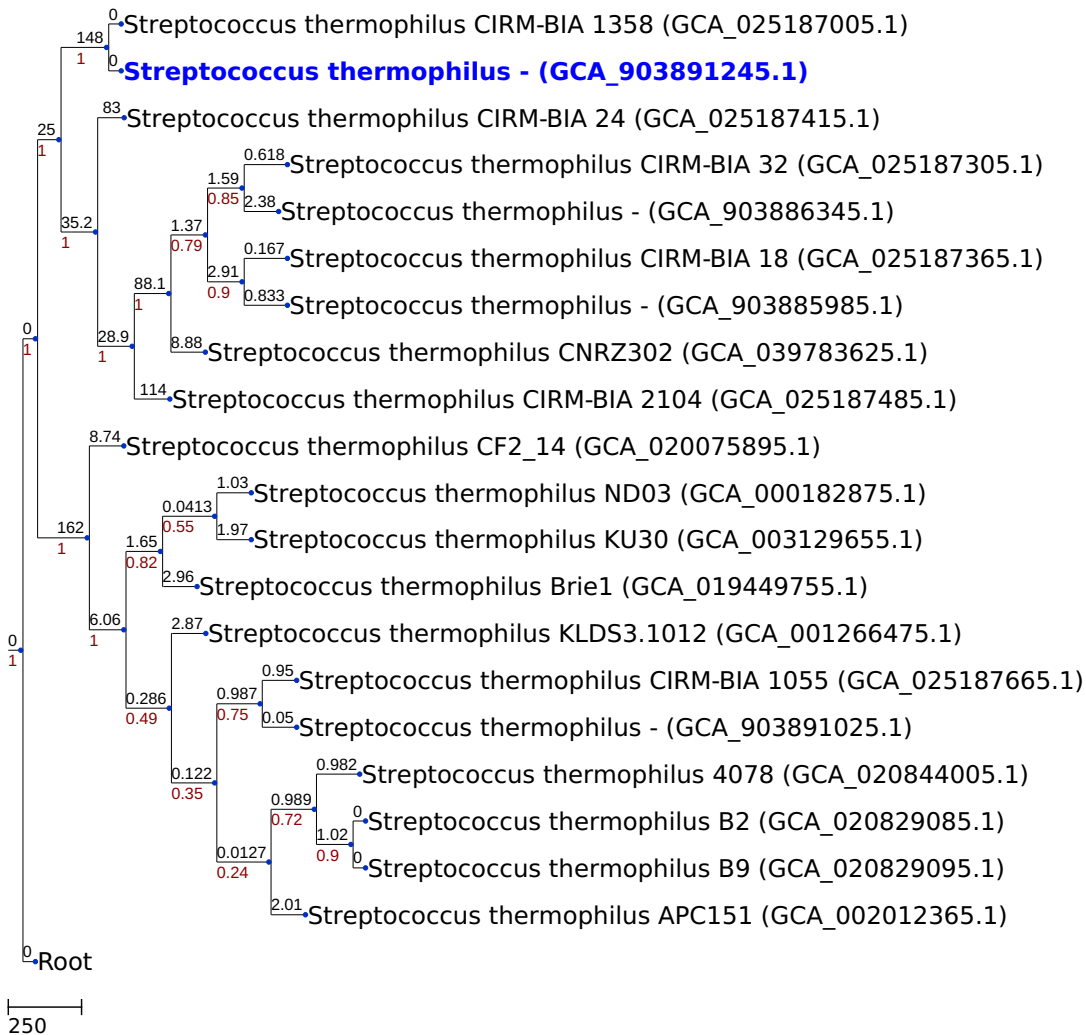 0
Streptococcus thermophilus CIRM-BIA 1358 (GCA_025187005.1)
148
1
0
Streptococcus thermophilus - (GCA_903891245.1)
83
Streptococcus thermophilus CIRM-BIA 24 (GCA_025187415.1)
25
1
0.618
Streptococcus thermophilus CIRM-BIA 32 (GCA_025187305.1)
1.59
0.85
2.38
Streptococcus thermophilus - (GCA_903886345.1)
35.2
1
1.37
0.79
0.167
Streptococcus thermophilus CIRM-BIA 18 (GCA_025187365.1)
2.91
0.9
88.1
1
0.833
Streptococcus thermophilus - (GCA_903885985.1)
0
1
28.9
1
8.88
Streptococcus thermophilus CNRZ302 (GCA_039783625.1)
114
Streptococcus thermophilus CIRM-BIA 2104 (GCA_025187485.1)
8.74
Streptococcus thermophilus CF2_14 (GCA_020075895.1)
1.03
Streptococcus thermophilus ND03 (GCA_000182875.1)
0.0413
0.55
162
1
1.97
Streptococcus thermophilus KU30 (GCA_003129655.1)
1.65
0.82
2.96
Streptococcus thermophilus Brie1 (GCA_019449755.1)
6.06
1
2.87
Streptococcus thermophilus KLDS3.1012 (GCA_001266475.1)
0
1
0.95
Streptococcus thermophilus CIRM-BIA 1055 (GCA_025187665.1)
0.286
0.49
0.987
0.75
0.05
Streptococcus thermophilus - (GCA_903891025.1)
0.122
0.35
0.982
Streptococcus thermophilus 4078 (GCA_020844005.1)
0.989
0.72
0
Streptococcus thermophilus B2 (GCA_020829085.1)
1.02
0.9
0.0127
0.24
0
Streptococcus thermophilus B9 (GCA_020829095.1)
2.01
Streptococcus thermophilus APC151 (GCA_002012365.1)
0
Root
250